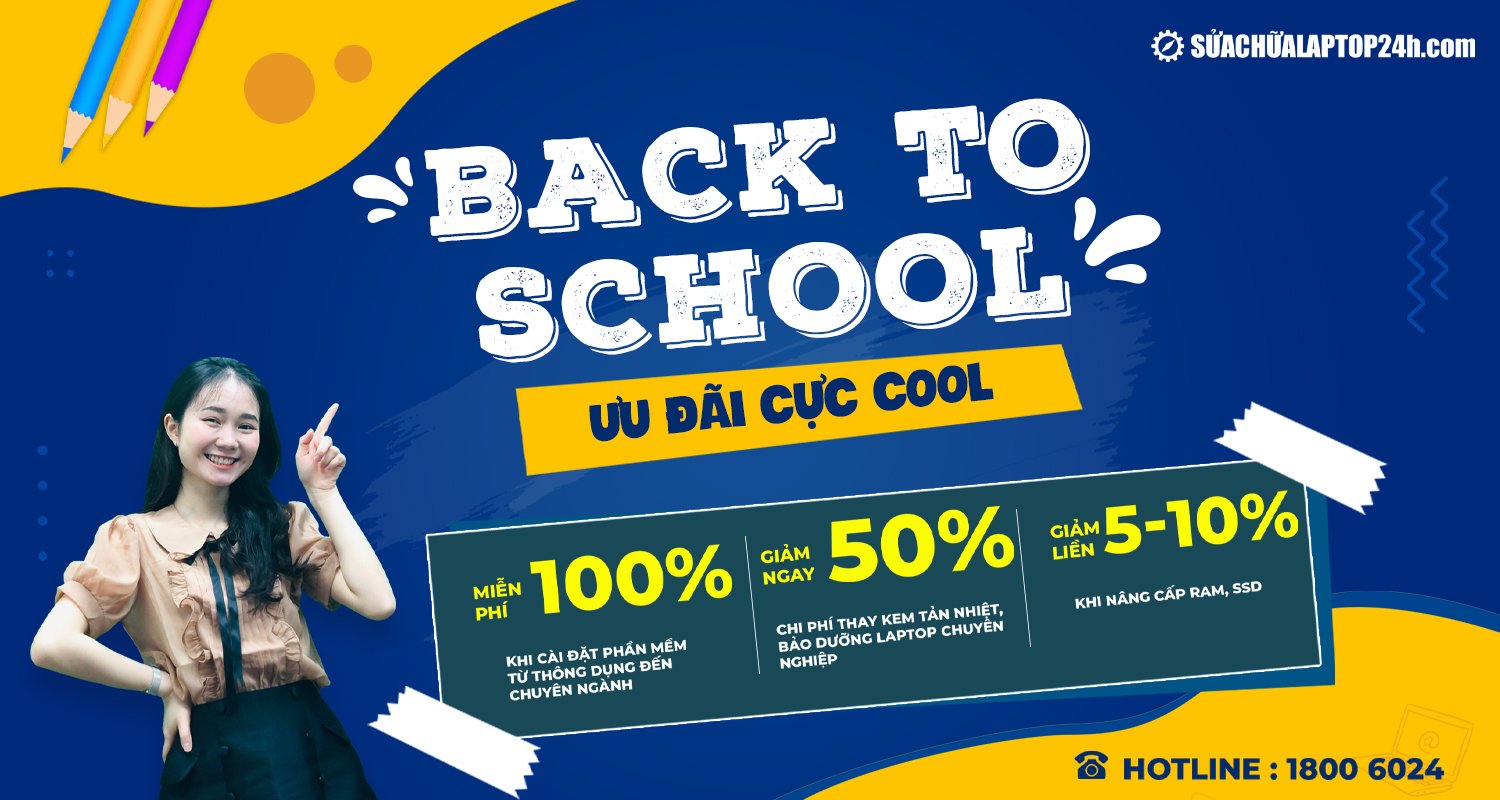 SỬACHỮALAPTOP24h.com
BACK TO
SCHOOL
ƯU ĐÃI CỰC COOL
MIỄN
PHÍ
100%
KHI CÀI ĐẶT PHẦN MỀM
TỪ THÔNG DỤNG ĐẾN
CHUYÊN NGÀNH
GIẢM
NGAY
50%
CHI PHÍ THAY KEM TẢN NHIỆT,
BẢO DƯỠNG LAPTOP CHUYÊN
NGHIỆP
GIẢM
LIỀN
5-10%
KHI NÂNG CẤP RAM, SSD
@
HOTLINE : 1800 6024